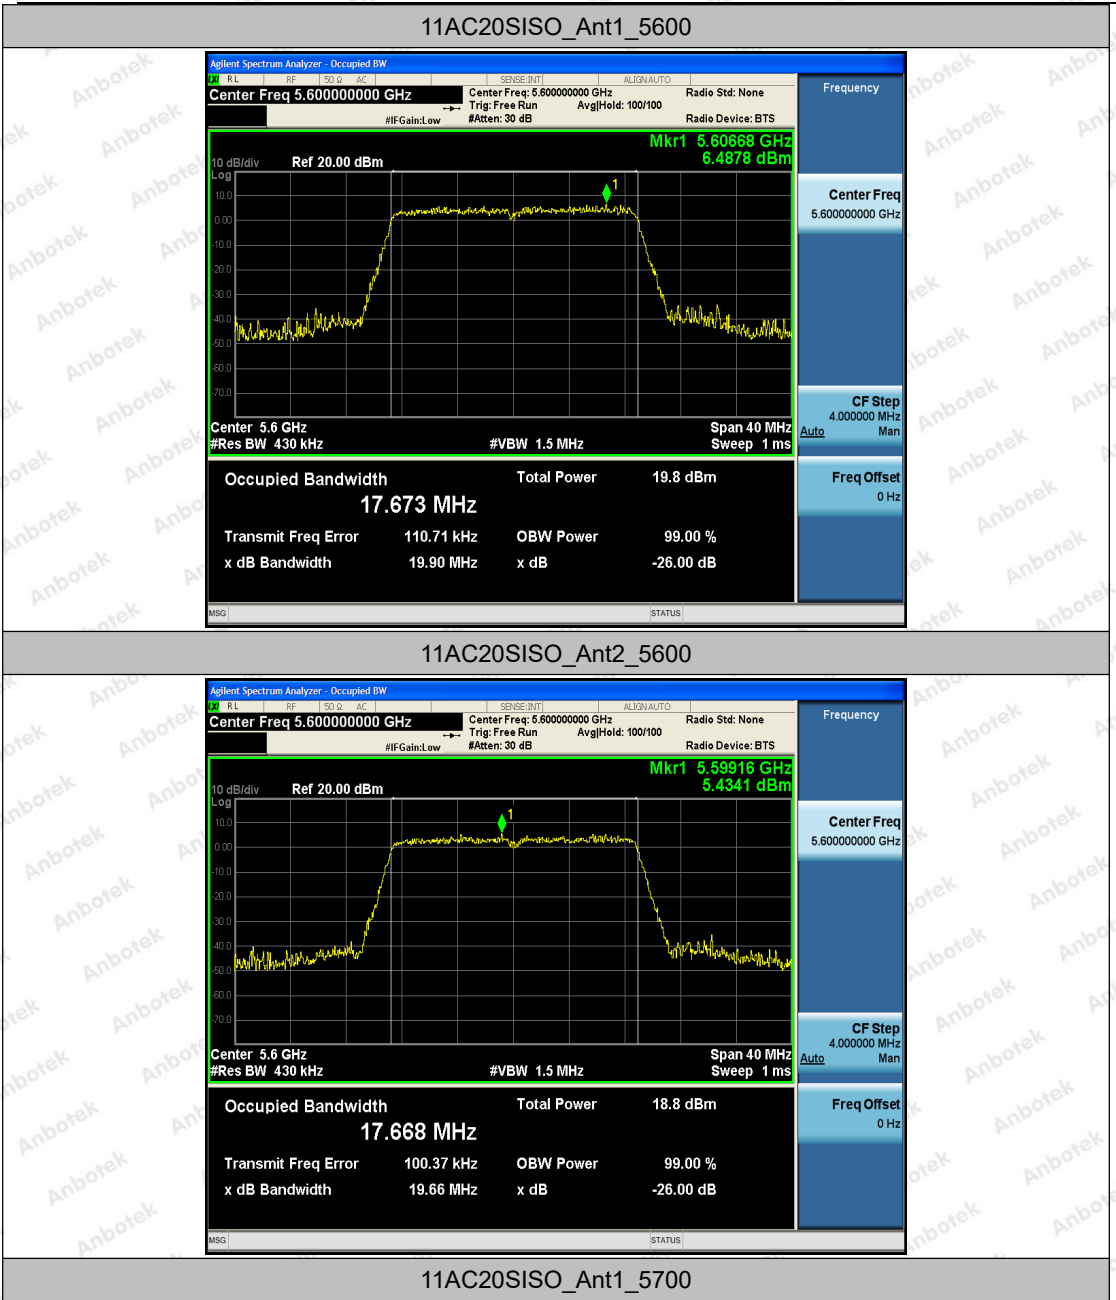 11AC20SISO_Ant1_5600
Agilent Spectrum Analyzer - Occupied BW
LXI RL RF 50 Ω AC SENSE:INT ALIGN AUTO
Center Freq 5.600000000 GHz
Center Freq: 5.600000000 GHz Radio Std: None
Trig: Free Run Avg|Hold: 100/100
#IFGain:Low #Atten: 30 dB Radio Device: BTS
Mkr1 5.60668 GHz
6.4878 dBm
10 dB/div Ref 20.00 dBm
Log
1
10.0
0.00
-10.0
-20.0
-30.0
-40.0
-50.0
-60.0
-70.0
Center 5.6 GHz Span 40 MHz
#Res BW 430 kHz #VBW 1.5 MHz Sweep 1 ms
Occupied Bandwidth Total Power 19.8 dBm
17.673 MHz
Transmit Freq Error 110.71 kHz OBW Power 99.00 %
x dB Bandwidth 19.90 MHz x dB -26.00 dB
MSG STATUS
Frequency
Center Freq
5.600000000 GHz
CF Step
4.000000 MHz
Auto Man
Freq Offset
0 Hz
11AC20SISO_Ant2_5600
Agilent Spectrum Analyzer - Occupied BW
LXI RL RF 50 Ω AC SENSE:INT ALIGN AUTO
Center Freq 5.600000000 GHz
Center Freq: 5.600000000 GHz Radio Std: None
Trig: Free Run Avg|Hold: 100/100
#IFGain:Low #Atten: 30 dB Radio Device: BTS
Mkr1 5.59916 GHz
5.4341 dBm
10 dB/div Ref 20.00 dBm
Log
1
10.0
0.00
-10.0
-20.0
-30.0
-40.0
-50.0
-60.0
-70.0
Center 5.6 GHz Span 40 MHz
#Res BW 430 kHz #VBW 1.5 MHz Sweep 1 ms
Occupied Bandwidth Total Power 18.8 dBm
17.668 MHz
Transmit Freq Error 100.37 kHz OBW Power 99.00 %
x dB Bandwidth 19.66 MHz x dB -26.00 dB
MSG STATUS
Frequency
Center Freq
5.600000000 GHz
CF Step
4.000000 MHz
Auto Man
Freq Offset
0 Hz
11AC20SISO_Ant1_5700
Anbotek